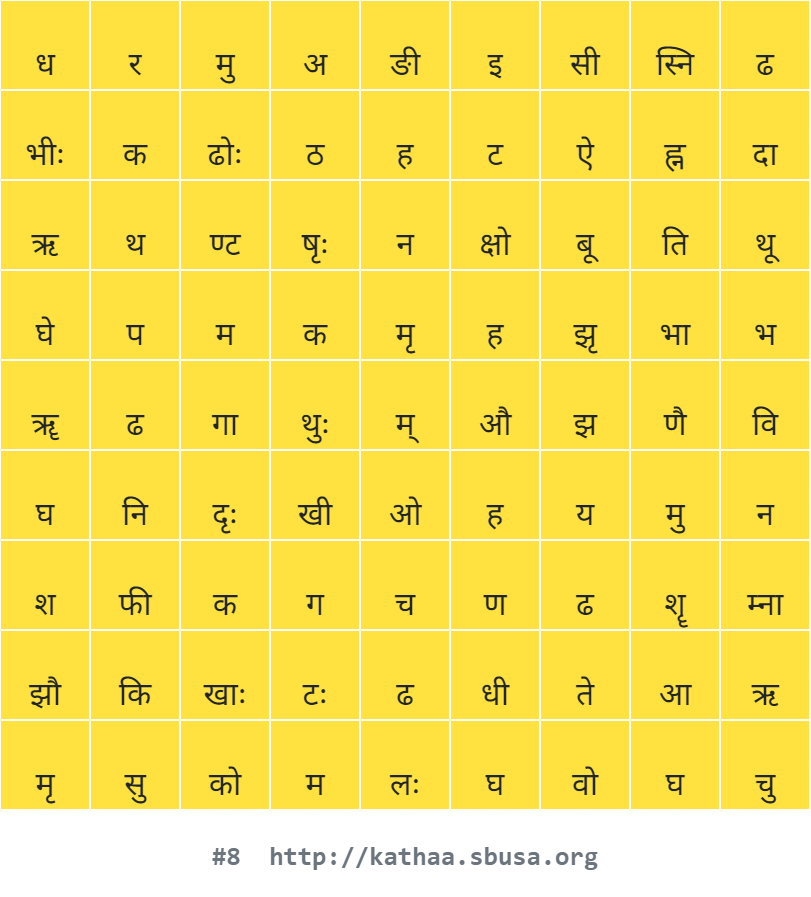 ध र मु अ ङी इ सी स्नि ढ
भीः क ढोः ठ ह ट ऐ ह्न दा
ऋ थ ण्ट षृः न क्षो बू ति थू
घे प म क मृ ह झृ भा भ
ॠ ढ गा थुः म् औ झ णै वि
घ नि दृः खी ओ ह य मु न
श फी क ग च ण ढ शॄ म्ना
झौ कि खाः टः ढ धी ते आ ऋ
मृ सु को म लः घ वो घ चु
#8 http://kathaa.sbusa.org